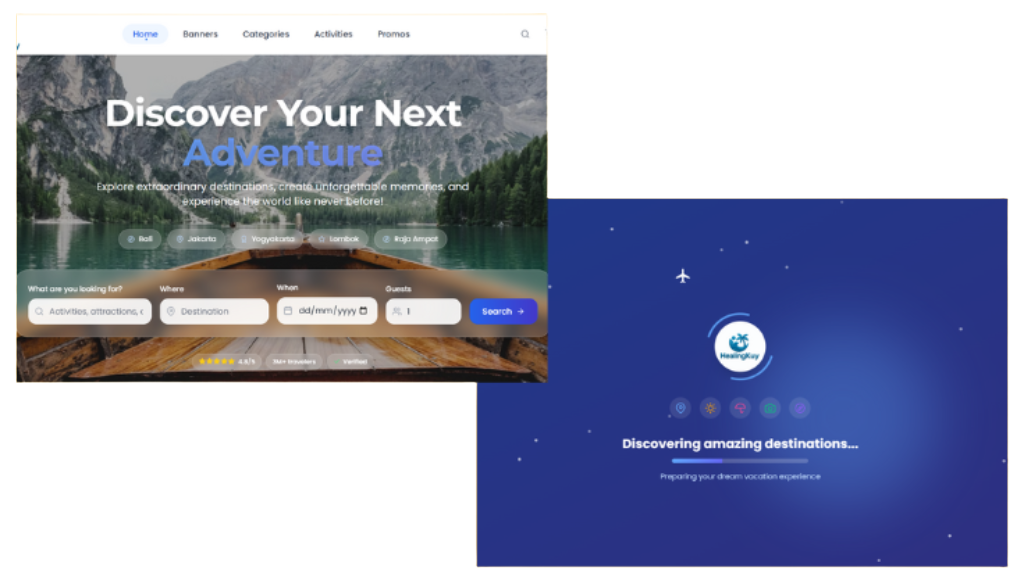 Home Banners Categories Activities Promos
Discover Your Next
Adventure
Explore extraordinary destinations, create unforgettable memories, and
experience the world like never before!
Bali Jakarta Yogyakarta Lombok Raja Ampat
What are you looking for? Where When Guests
Activities, attractions, c Destination dd/mm/yyyy 1 Search →
4.9/5 1M+ travelers Verified
HealingKuy
Discovering amazing destinations...
Preparing your dream vacation experience